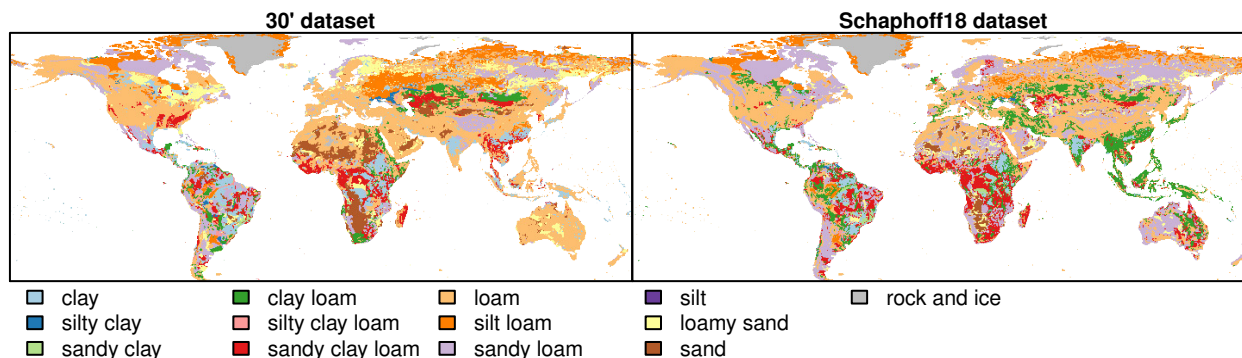 30' dataset Schaphoff18 dataset
clay clay loam loam silt rock and ice
silty clay silty clay loam silt loam loamy sand
sandy clay sandy clay loam sandy loam sand